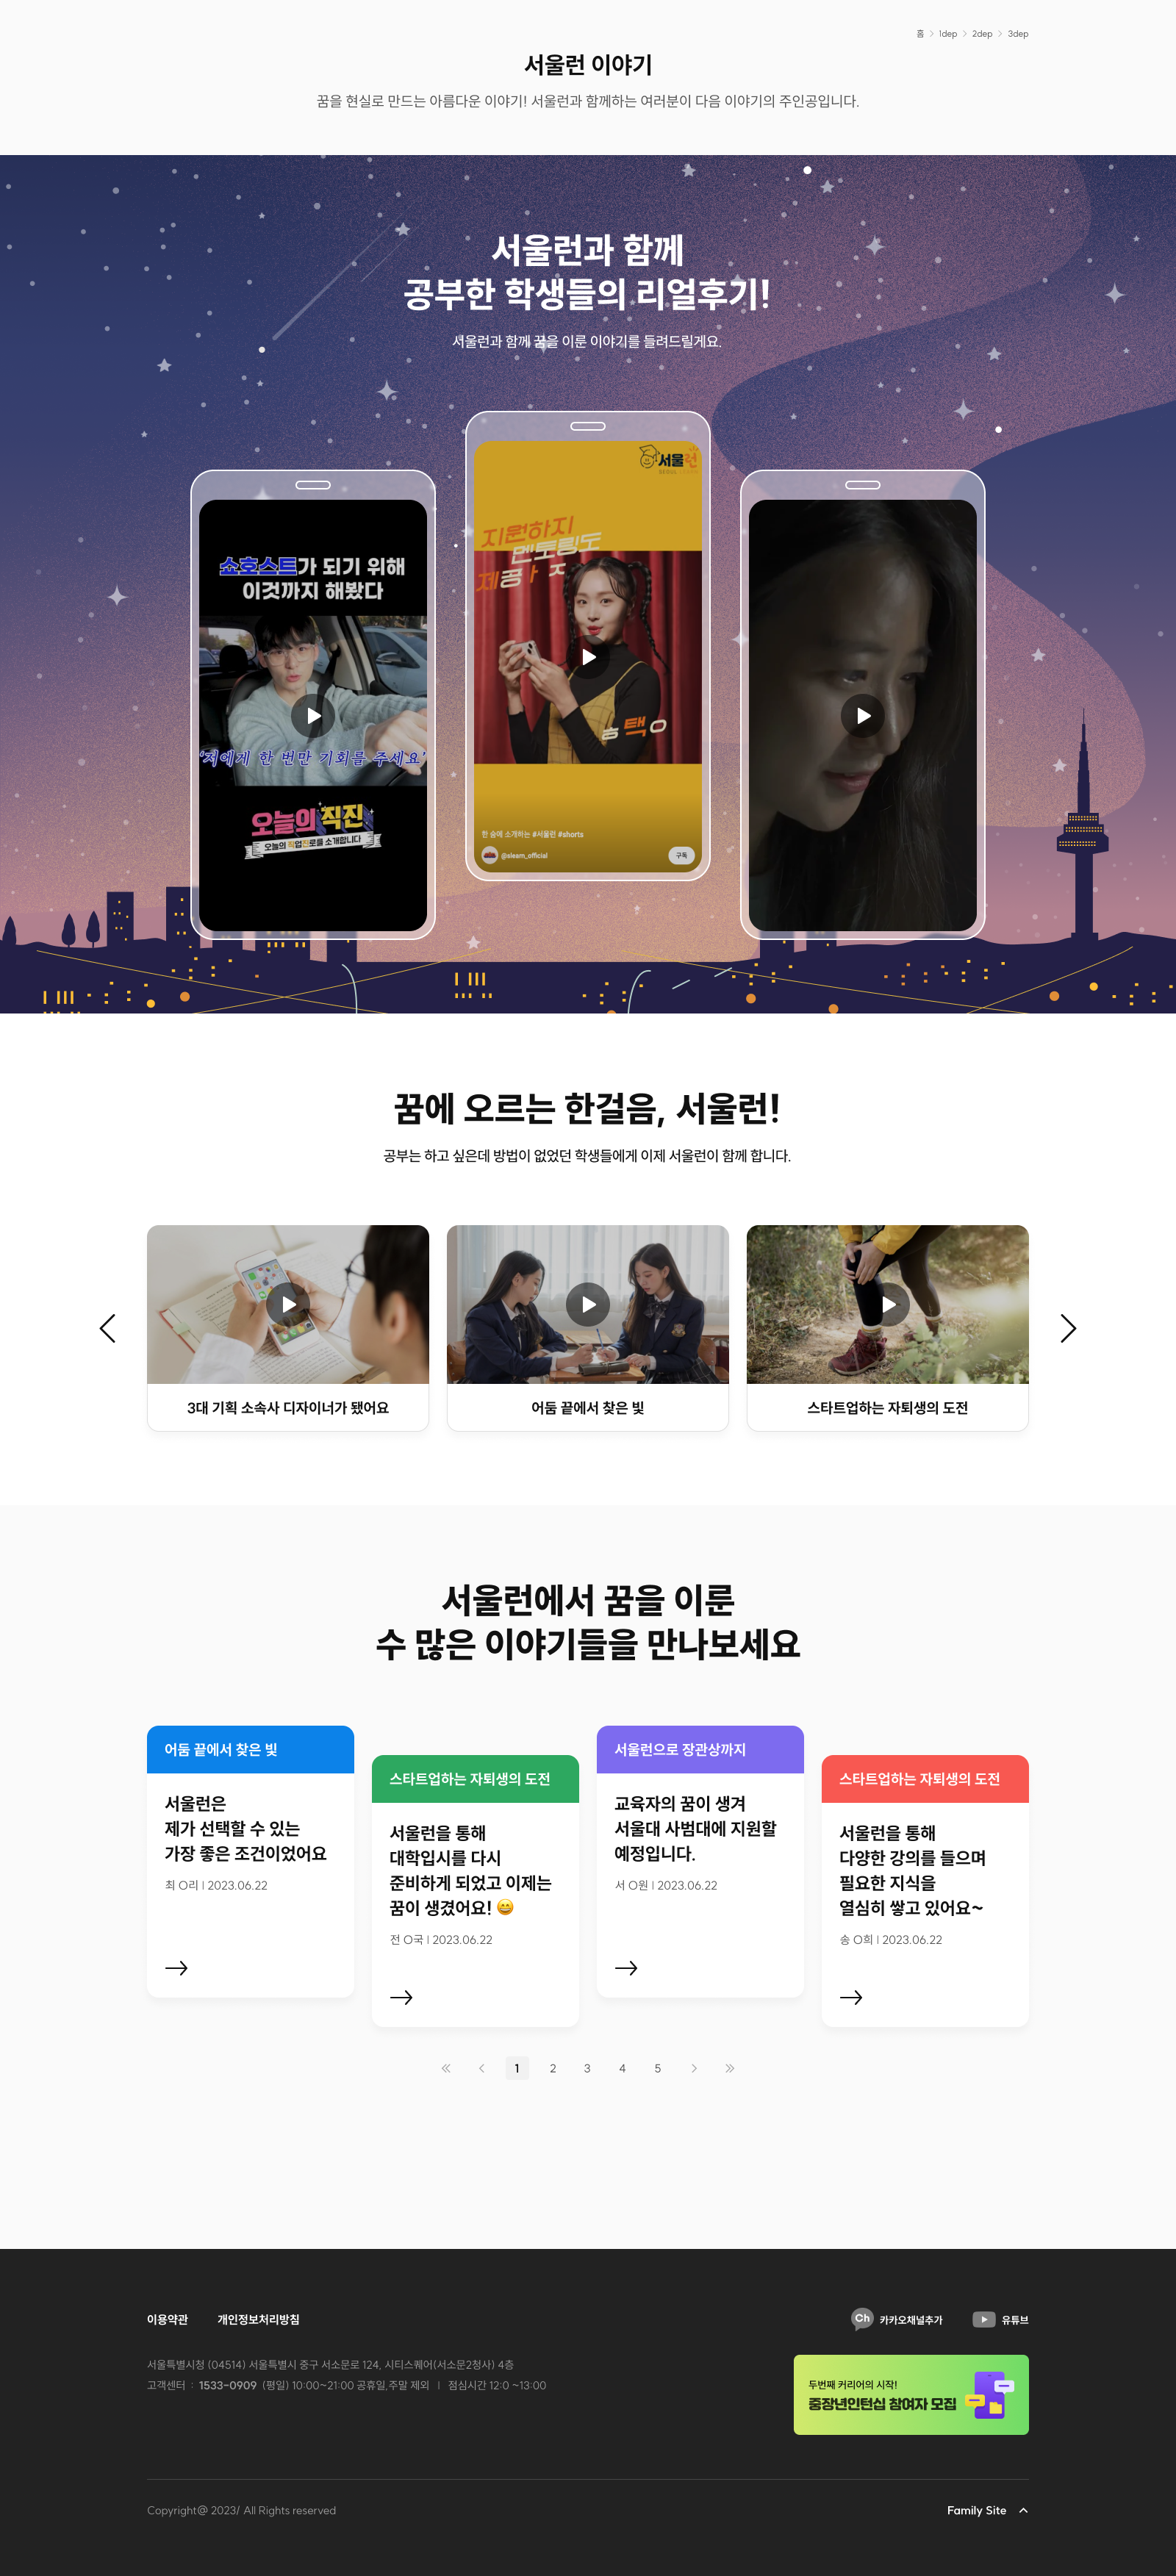 홈 > 1dep > 2dep > 3dep
서울런 이야기
꿈을 현실로 만드는 아름다운 이야기! 서울런과 함께하는 여러분이 다음 이야기의 주인공입니다.
서울런과 함께
공부한 학생들의 리얼후기!
서울런과 함께 꿈을 이룬 이야기를 들려드릴게요.
쇼호스트가 되기 위해
이것까지 해봤다
'저에게 한 번만 기회를 주세요'
오늘의 직진
오늘의 직업진로를 소개합니다
서울런
지원하지
멘토링도
제공
택
한 숨에 소개하는 #서울런 #shorts
@slearn_official
구독
꿈에 오르는 한걸음, 서울런!
공부는 하고 싶은데 방법이 없었던 학생들에게 이제 서울런이 함께 합니다.
3대 기획 소속사 디자이너가 됐어요
어둠 끝에서 찾은 빛
스타트업하는 자퇴생의 도전
서울런에서 꿈을 이룬
수 많은 이야기들을 만나보세요
어둠 끝에서 찾은 빛
서울런은
제가 선택할 수 있는
가장 좋은 조건이었어요
최 O리 | 2023.06.22
스타트업하는 자퇴생의 도전
서울런을 통해
대학입시를 다시
준비하게 되었고 이제는
꿈이 생겼어요! 😄
전 O국 | 2023.06.22
서울런으로 장관상까지
교육자의 꿈이 생겨
서울대 사범대에 지원할
예정입니다.
서 O원 | 2023.06.22
스타트업하는 자퇴생의 도전
서울런을 통해
다양한 강의를 들으며
필요한 지식을
열심히 쌓고 있어요~
송 O희 | 2023.06.22
1 2 3 4 5
이용약관 개인정보처리방침
Ch 카카오채널추가 유튜브
서울특별시청 (04514) 서울특별시 중구 서소문로 124, 시티스퀘어(서소문2청사) 4층
고객센터 : 1533-0909 (평일) 10:00~21:00 공휴일,주말 제외 | 점심시간 12:0 ~13:00
두번째 커리어의 시작!
중장년인턴십 참여자 모집
Copyright@ 2023/ All Rights reserved
Family Site